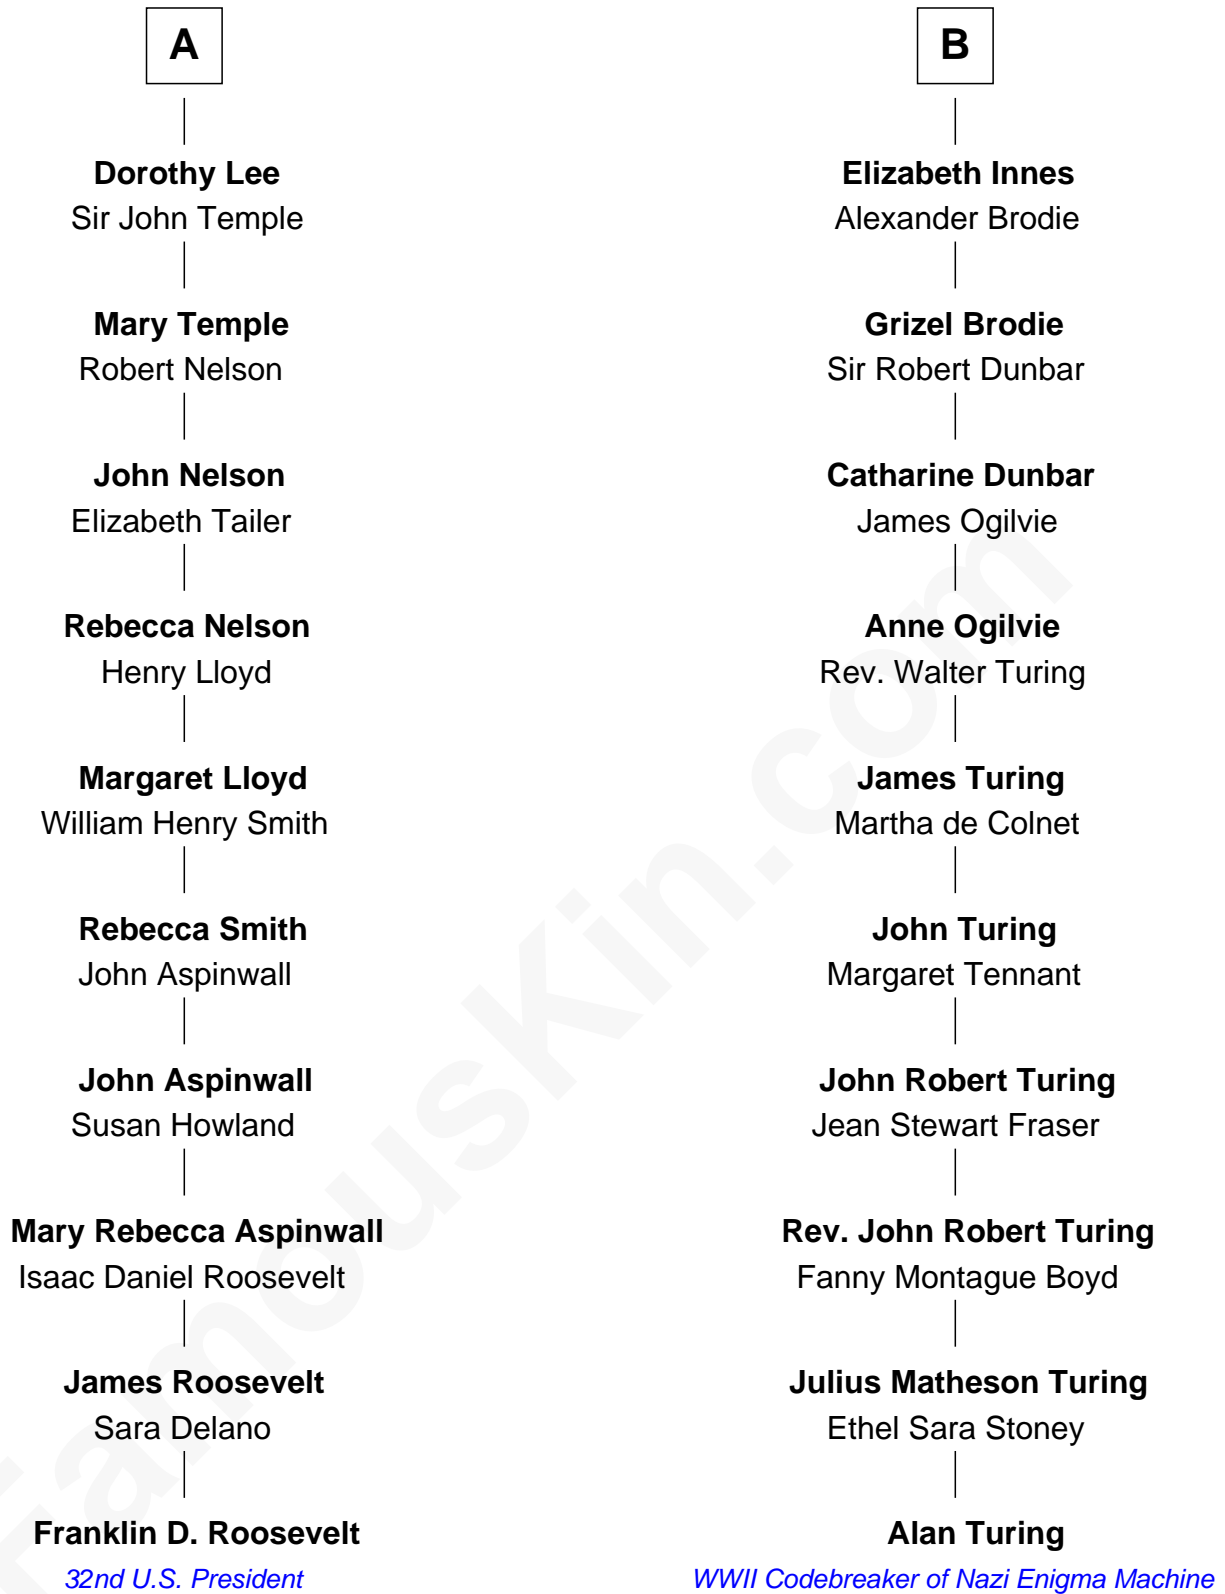 A
Dorothy Lee
Sir John Temple
Mary Temple
Robert Nelson
John Nelson
Elizabeth Tailer
Rebecca Nelson
Henry Lloyd
Margaret Lloyd
William Henry Smith
Rebecca Smith
John Aspinwall
John Aspinwall
Susan Howland
Mary Rebecca Aspinwall
Isaac Daniel Roosevelt
James Roosevelt
Sara Delano
Franklin D. Roosevelt
32nd U.S. President
B
Elizabeth Innes
Alexander Brodie
Grizel Brodie
Sir Robert Dunbar
Catharine Dunbar
James Ogilvie
Anne Ogilvie
Rev. Walter Turing
James Turing
Martha de Colnet
John Turing
Margaret Tennant
John Robert Turing
Jean Stewart Fraser
Rev. John Robert Turing
Fanny Montague Boyd
Julius Matheson Turing
Ethel Sara Stoney
Alan Turing
WWII Codebreaker of Nazi Enigma Machine
FamousKin.com